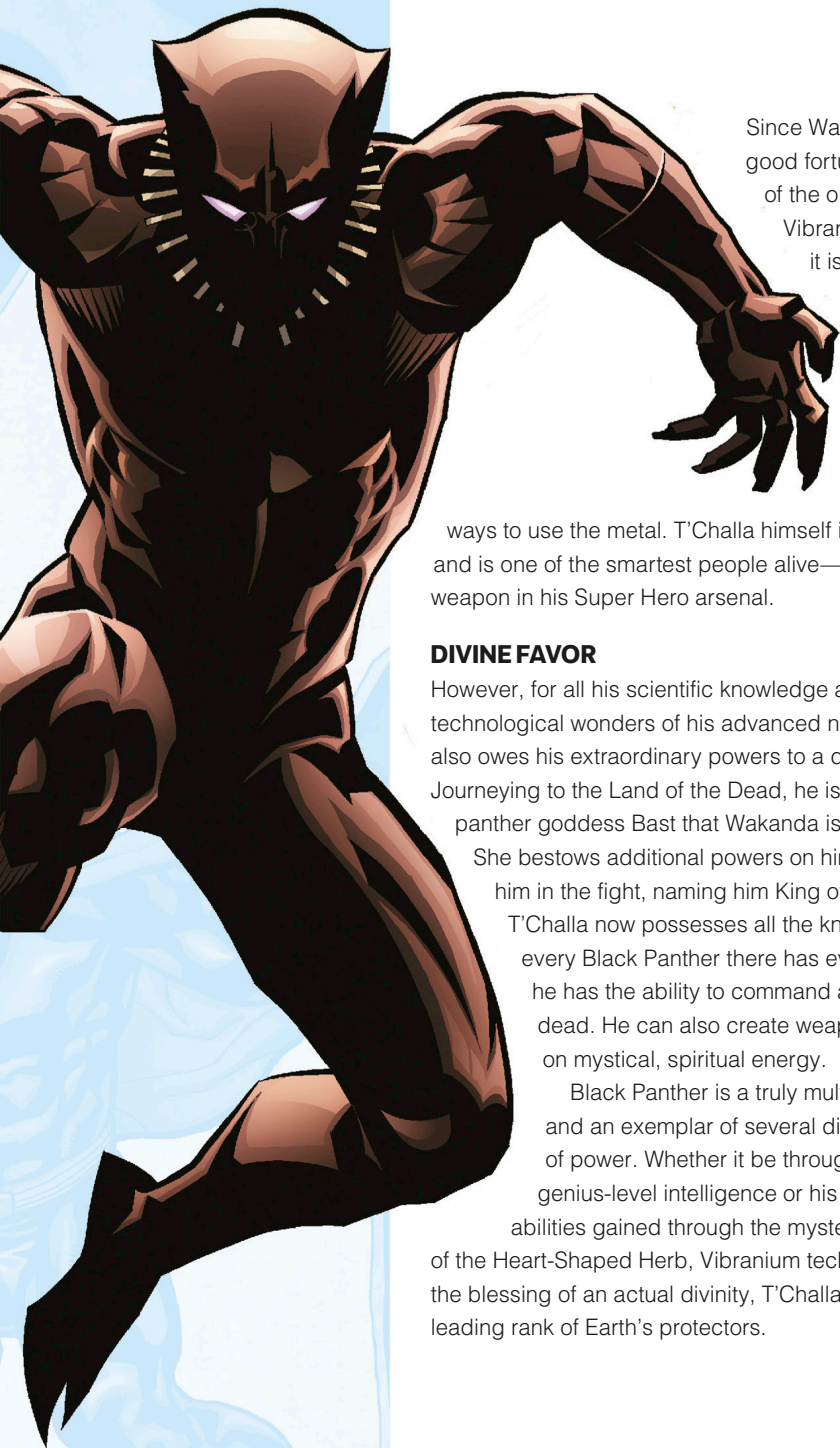 Since Wa
good fortu
of the o
Vibran
it is
ways to use the metal. T’Challa himself i
and is one of the smartest people alive—
weapon in his Super Hero arsenal.
DIVINE FAVOR
However, for all his scientific knowledge a
technological wonders of his advanced n
also owes his extraordinary powers to a d
Journeying to the Land of the Dead, he is
panther goddess Bast that Wakanda is
She bestows additional powers on hi
him in the fight, naming him King o
T’Challa now possesses all the kn
every Black Panther there has ev
he has the ability to command a
dead. He can also create weap
on mystical, spiritual energy.
Black Panther is a truly mul
and an exemplar of several di
of power. Whether it be throug
genius-level intelligence or his
abilities gained through the myste
of the Heart-Shaped Herb, Vibranium tec
the blessing of an actual divinity, T’Challa
leading rank of Earth’s protectors.